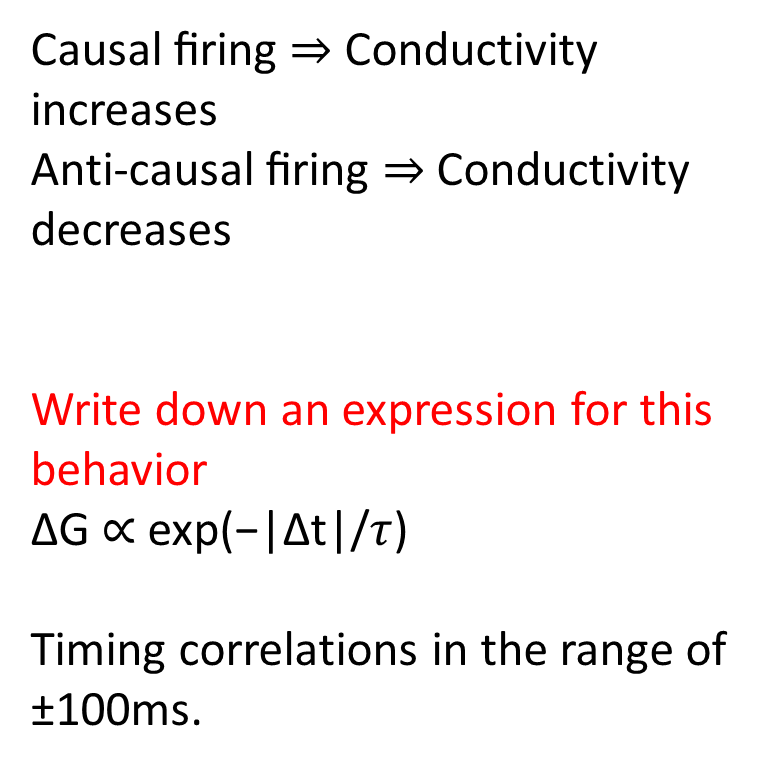 Causal firing ⇒ Conductivity
increases
Anti-causal firing ⇒ Conductivity
decreases
Write down an expression for this
behavior
ΔG ∝ exp(−|Δt|/𝜏)
Timing correlations in the range of
±100ms.